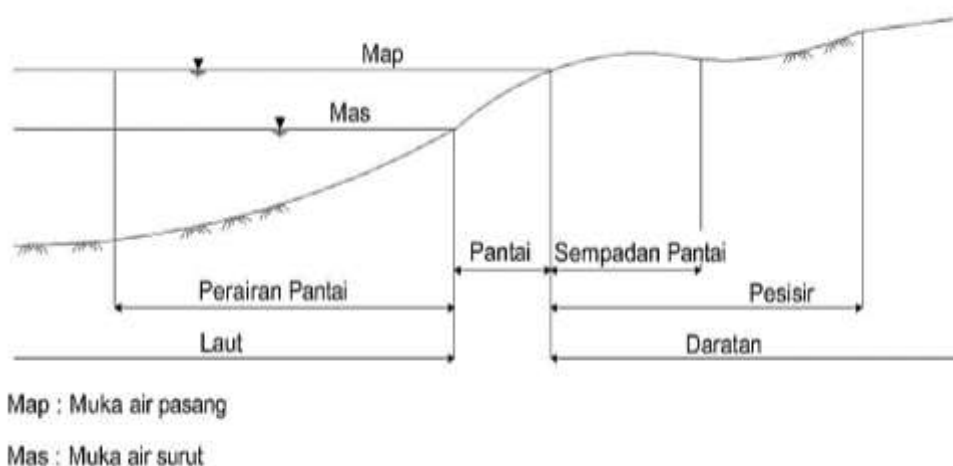 Map
Mas
Pantai
Sempadan Pantai
Perairan Pantai
Pesisir
Laut
Daratan
Map : Muka air pasang
Mas : Muka air surut